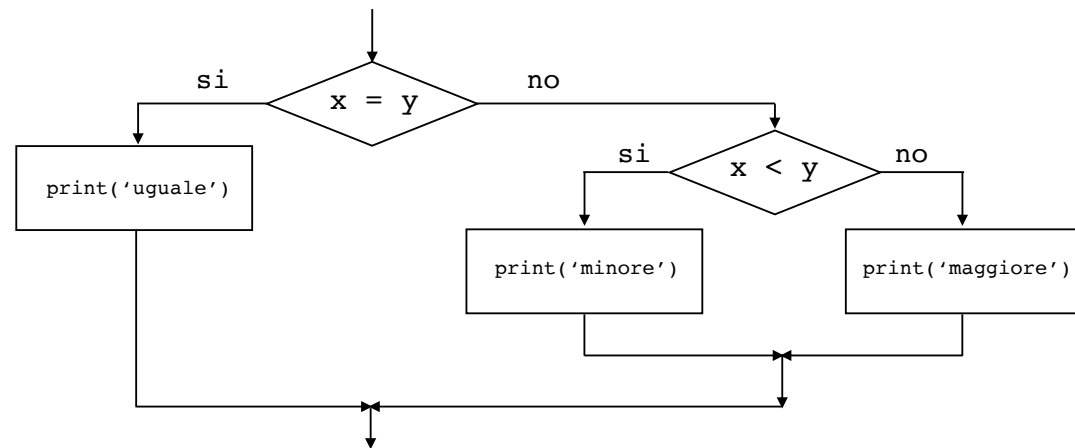 si
x = y
no
print(‘uguale’)
si
x < y
no
print(‘minore’)
print(‘maggiore’)